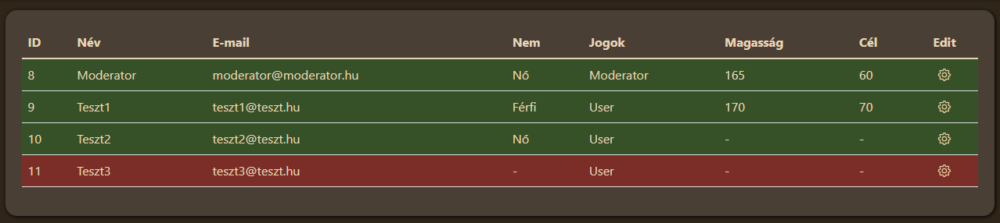 ID Név E-mail Nem Jogok Magasság Cél Edit
8 Moderator moderator@moderator.hu Nő Moderator 165 60
9 Teszt1 teszt1@teszt.hu Férfi User 170 70
10 Teszt2 teszt2@teszt.hu Nő User - -
11 Teszt3 teszt3@teszt.hu - User - -